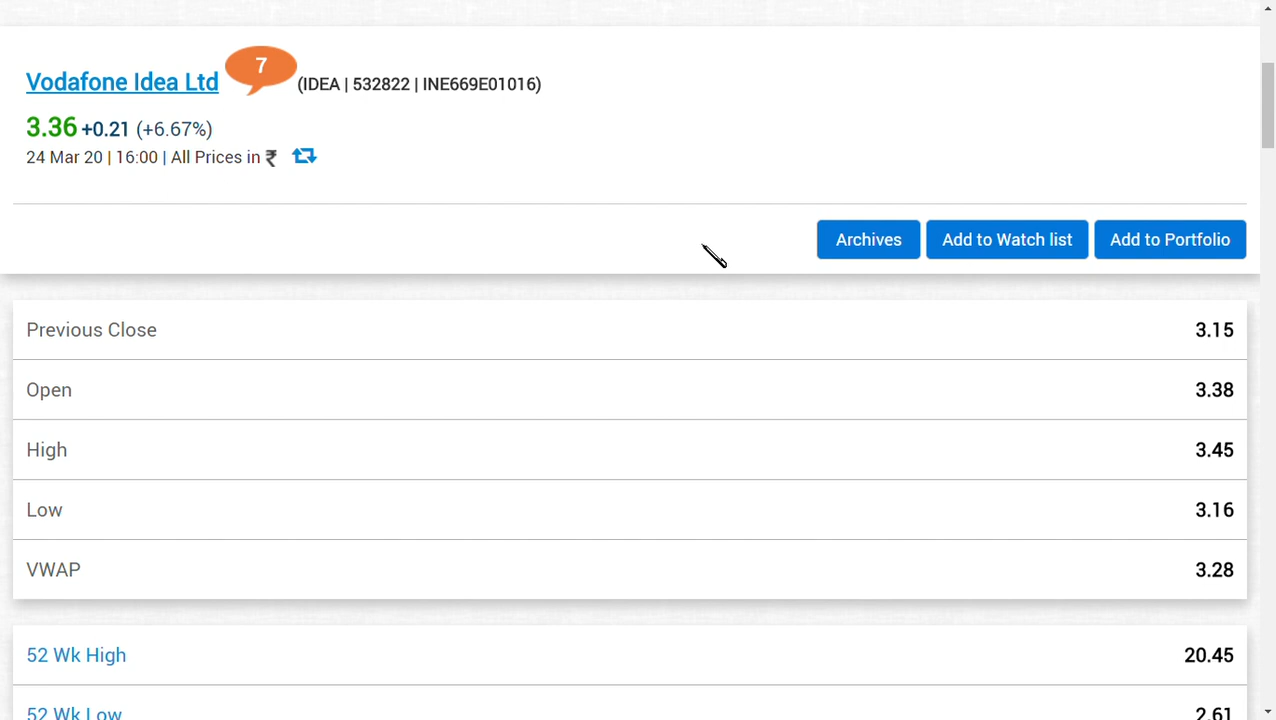 Vodafone Idea Ltd 7 (IDEA | 532822 | INE669E01016)
3.36 +0.21 (+6.67%)
24 Mar 20 | 16:00 | All Prices in ₹
Archives Add to Watch list Add to Portfolio
Previous Close 3.15
Open 3.38
High 3.45
Low 3.16
VWAP 3.28
52 Wk High 20.45
52 Wk Low 2.61